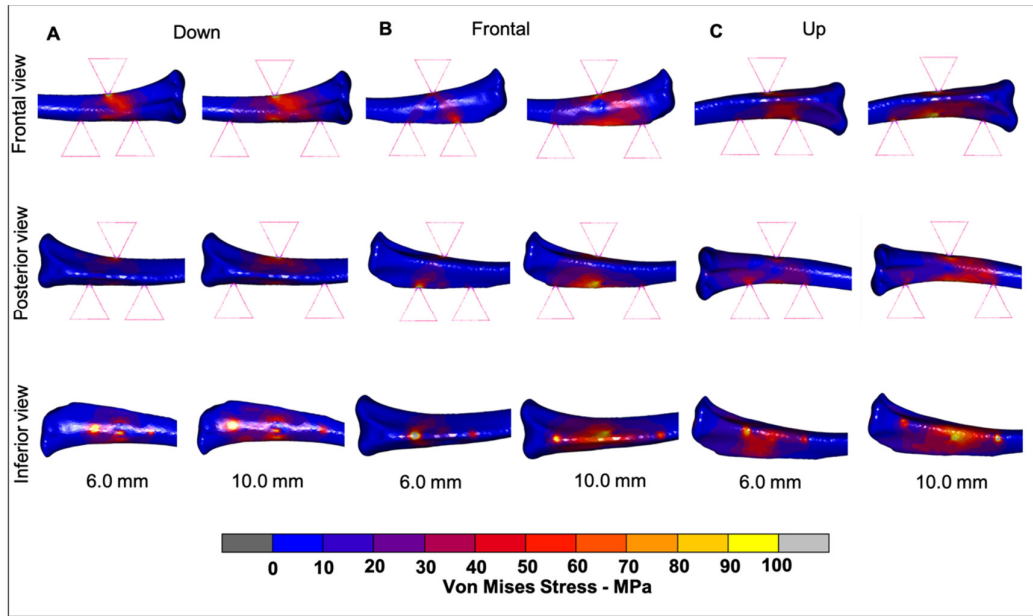 A Down B Frontal C Up
Frontal view
Posterior view
Inferior view
6.0 mm 10.0 mm 6.0 mm 10.0 mm 6.0 mm 10.0 mm
0 10 20 30 40 50 60 70 80 90 100
Von Mises Stress - MPa